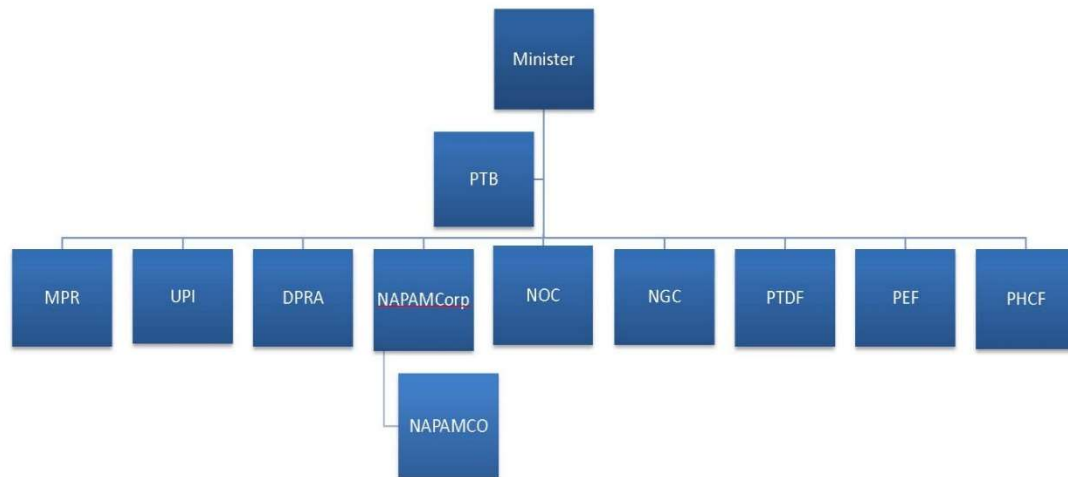 Minister
PTB
MPR
UPI
DPRA
NAPAMCorp
NOC
NGC
PTDF
PEF
PHCF
NAPAMCO